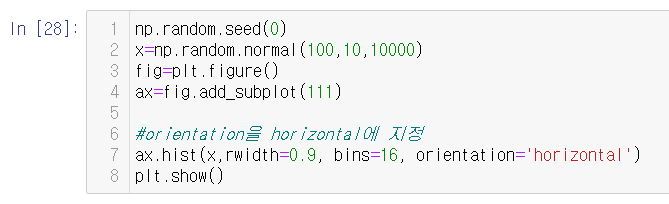 In [28]:
1 np.random.seed(0)
2 x=np.random.normal(100,10,10000)
3 fig=plt.figure()
4 ax=fig.add_subplot(111)
5
6 #orientation을 horizontal에 지정
7 ax.hist(x,rwidth=0.9, bins=16, orientation='horizontal')
8 plt.show()